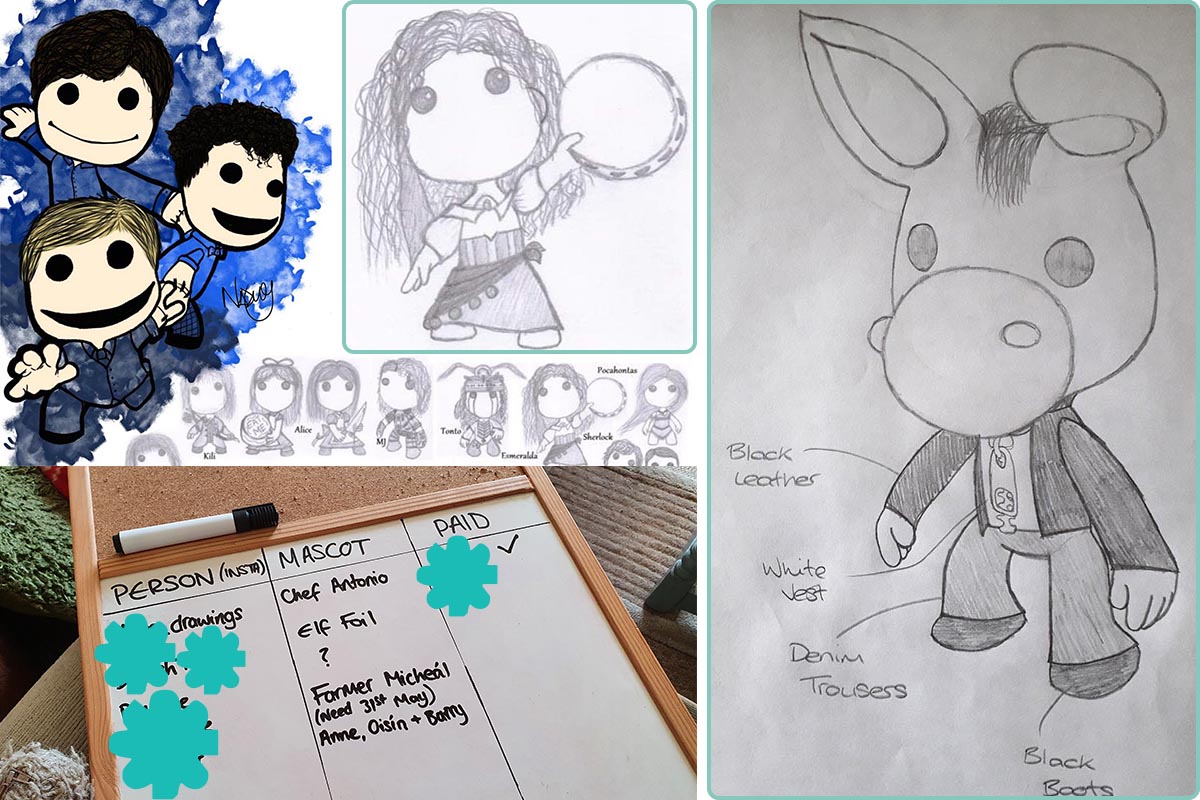 Nancy
Kili
Alice
MJ
Tonto
Esmeralda
Pocahontas
Sherlock
PERSON (INSTA)
MASCOT
PAID
drawings
Chef Antonio
✓
Elf Foil
?
Farmer Micheál
(Need 31st May)
Anne, Oisín + Barry
Black
Leather
White
Vest
Denim
Trousers
Black
Boots